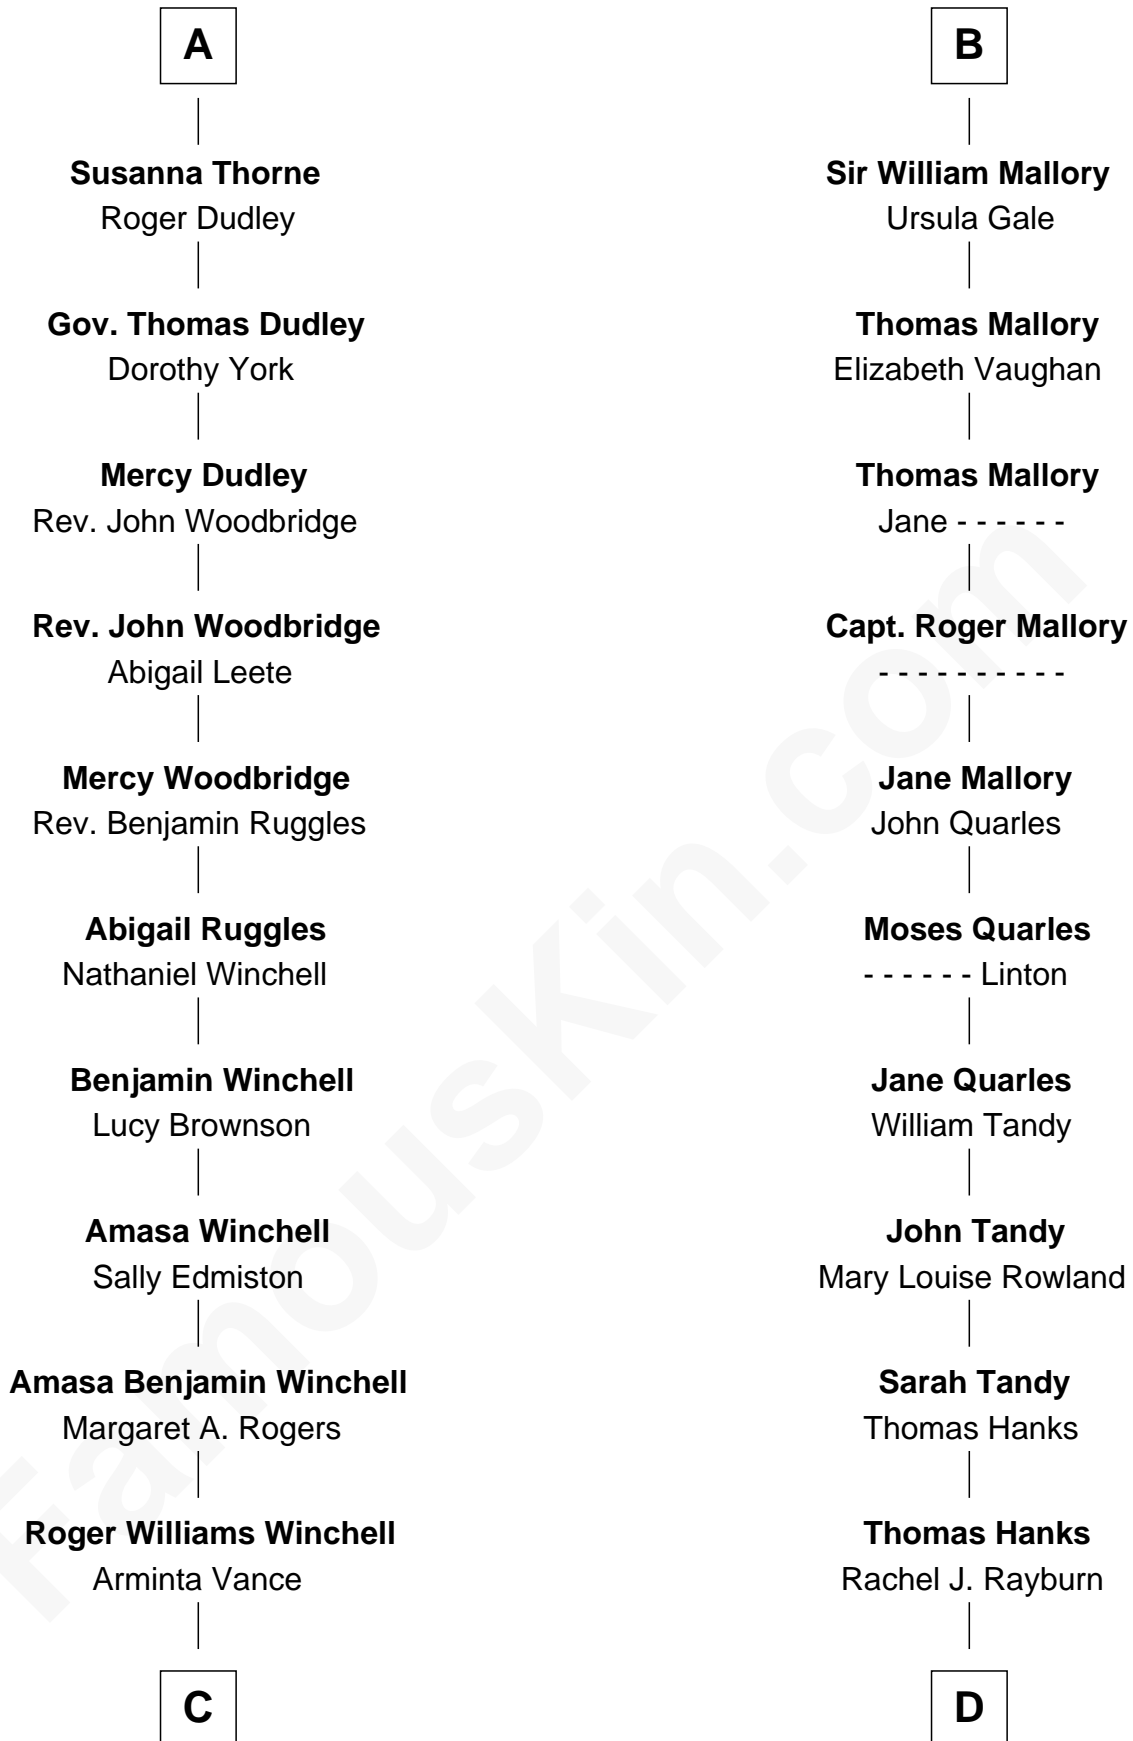 A
Susanna Thorne
Roger Dudley
Gov. Thomas Dudley
Dorothy York
Mercy Dudley
Rev. John Woodbridge
Rev. John Woodbridge
Abigail Leete
Mercy Woodbridge
Rev. Benjamin Ruggles
Abigail Ruggles
Nathaniel Winchell
Benjamin Winchell
Lucy Brownson
Amasa Winchell
Sally Edmiston
Amasa Benjamin Winchell
Margaret A. Rogers
Roger Williams Winchell
Arminta Vance
C
B
Sir William Mallory
Ursula Gale
Thomas Mallory
Elizabeth Vaughan
Thomas Mallory
Jane - - - - - -
Capt. Roger Mallory
- - - - - - - - - -
Jane Mallory
John Quarles
Moses Quarles
- - - - - - Linton
Jane Quarles
William Tandy
John Tandy
Mary Louise Rowland
Sarah Tandy
Thomas Hanks
Thomas Hanks
Rachel J. Rayburn
D
FamousKin.com